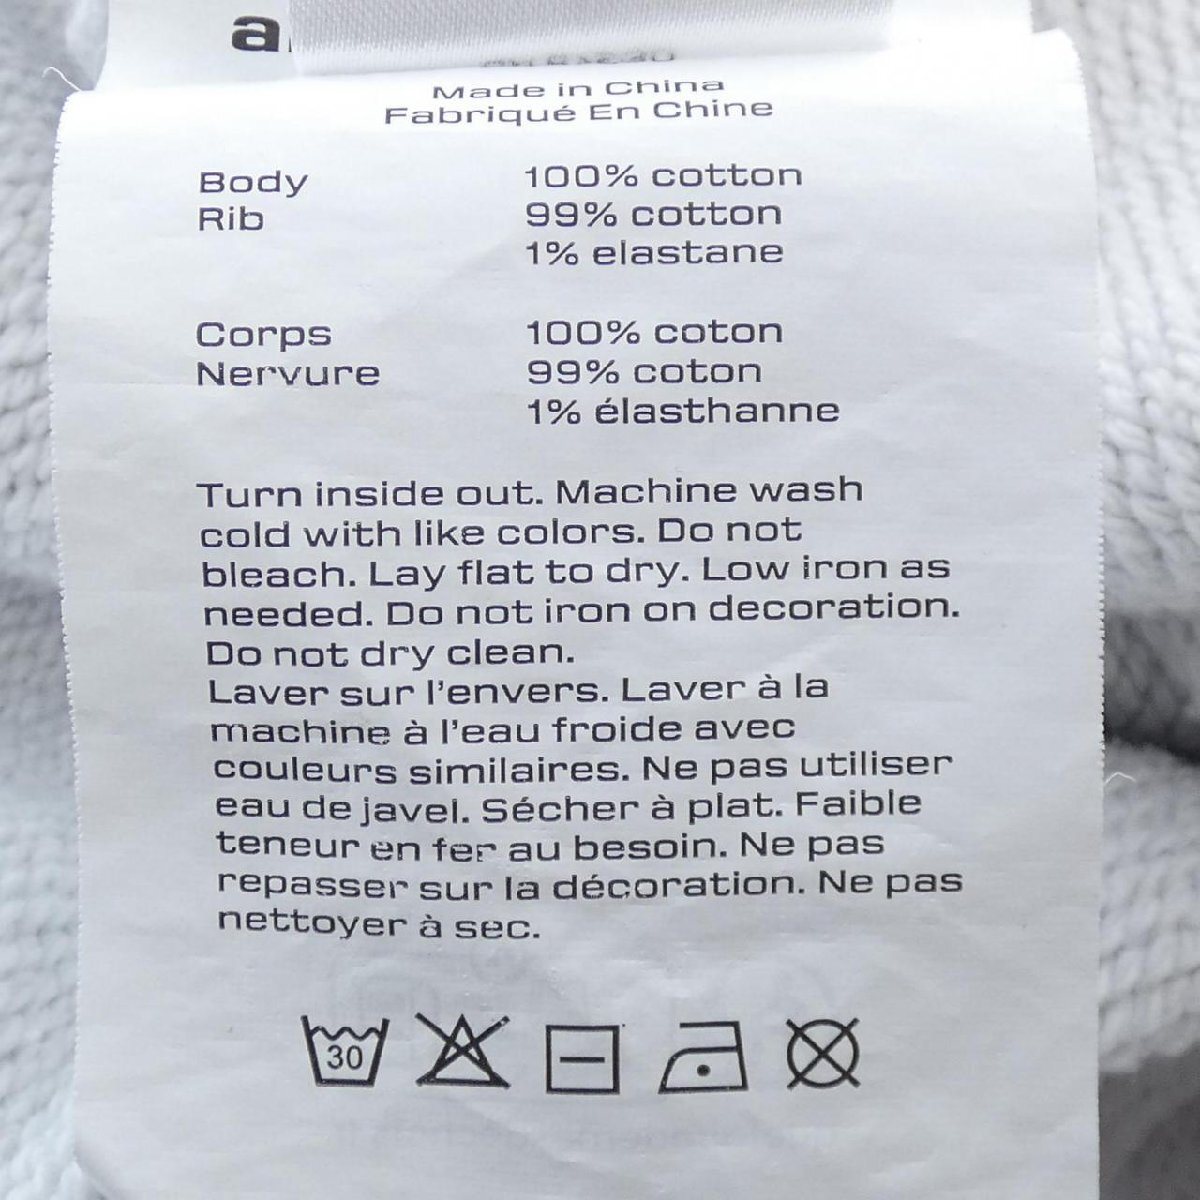 Made in China
Fabriqué En Chine
Body 100% cotton
Rib 99% cotton
1% elastane
Corps 100% coton
Nervure 99% coton
1% élasthanne
Turn inside out. Machine wash
cold with like colors. Do not
bleach. Lay flat to dry. Low iron as
needed. Do not iron on decoration.
Do not dry clean.
Laver sur l'envers. Laver à la
machine à l'eau froide avec
couleurs similaires. Ne pas utiliser
eau de javel. Sécher à plat. Faible
teneur en fer au besoin. Ne pas
repasser sur la décoration. Ne pas
nettoyer à sec.
30